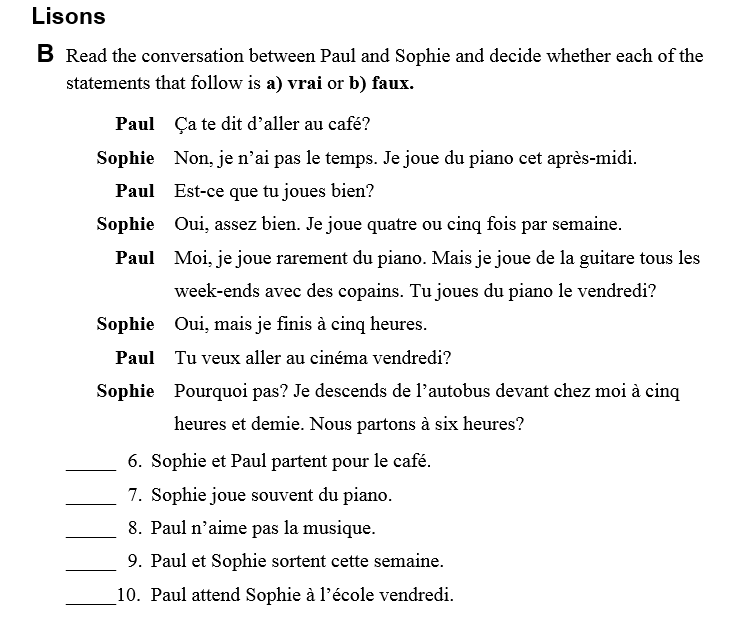 Lisons
B Read the conversation between Paul and Sophie and decide whether each of the
statements that follow is a) vrai or b) faux.
Paul Ça te dit d’aller au café?
Sophie Non, je n’ai pas le temps. Je joue du piano cet après-midi.
Paul Est-ce que tu joues bien?
Sophie Oui, assez bien. Je joue quatre ou cinq fois par semaine.
Paul Moi, je joue rarement du piano. Mais je joue de la guitare tous les
week-ends avec des copains. Tu joues du piano le vendredi?
Sophie Oui, mais je finis à cinq heures.
Paul Tu veux aller au cinéma vendredi?
Sophie Pourquoi pas? Je descends de l’autobus devant chez moi à cinq
heures et demie. Nous partons à six heures?
_____ 6. Sophie et Paul partent pour le café.
_____ 7. Sophie joue souvent du piano.
_____ 8. Paul n’aime pas la musique.
_____ 9. Paul et Sophie sortent cette semaine.
_____10. Paul attend Sophie à l’école vendredi.